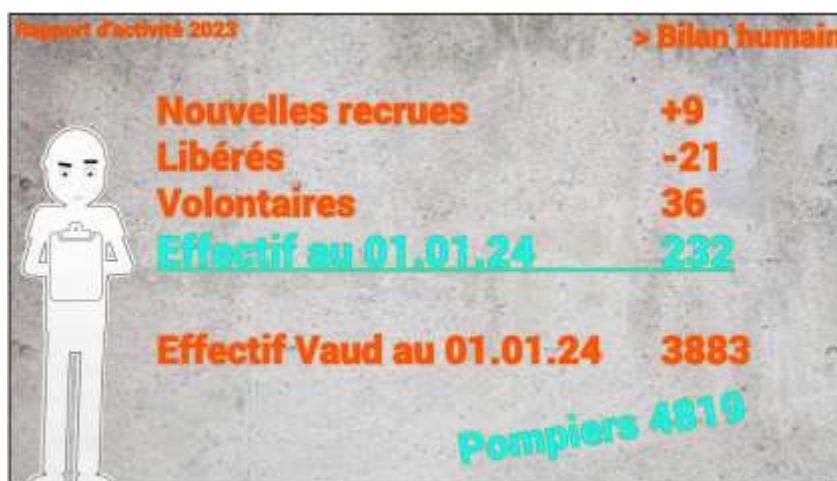 Rapport d'activité 2023
> Bilan humain
Nouvelles recrues +9
Libérés -21
Volontaires 36
Effectif au 01.01.24 232
Effectif Vaud au 01.01.24 3883
Pompiers 4819